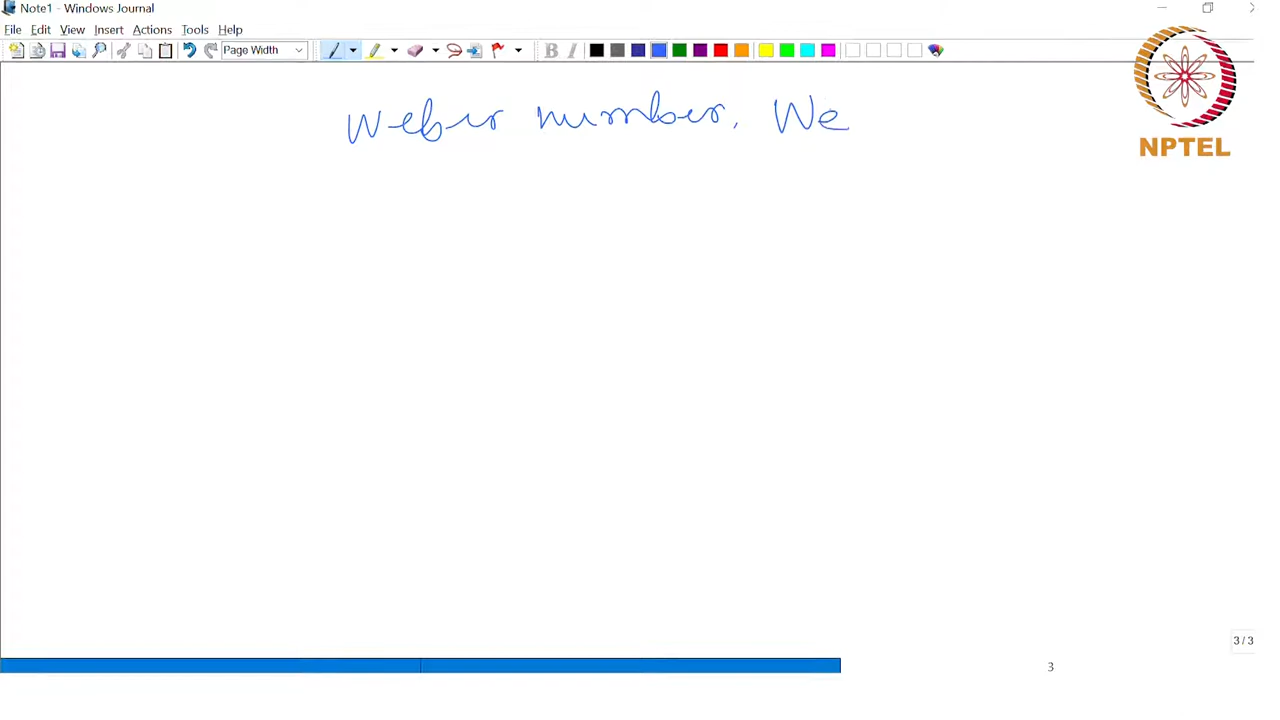 Note1 - Windows Journal
File Edit View Insert Actions Tools Help
Page Width
B I
Weber number, We
NPTEL
3 / 3
3